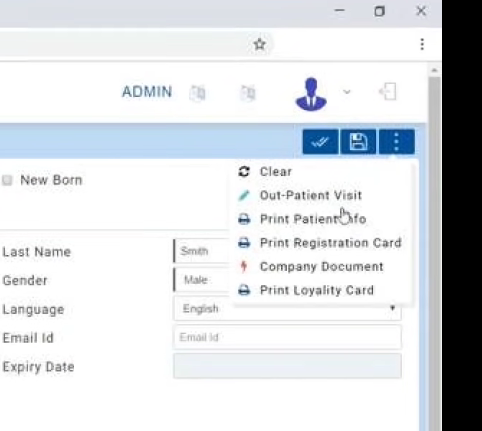 ADMIN
New Born
Clear
Out-Patient Visit
Print Patient Info
Print Registration Card
Company Document
Print Loyality Card
Last Name
Smith
Gender
Male
Language
English
Email Id
Email Id
Expiry Date